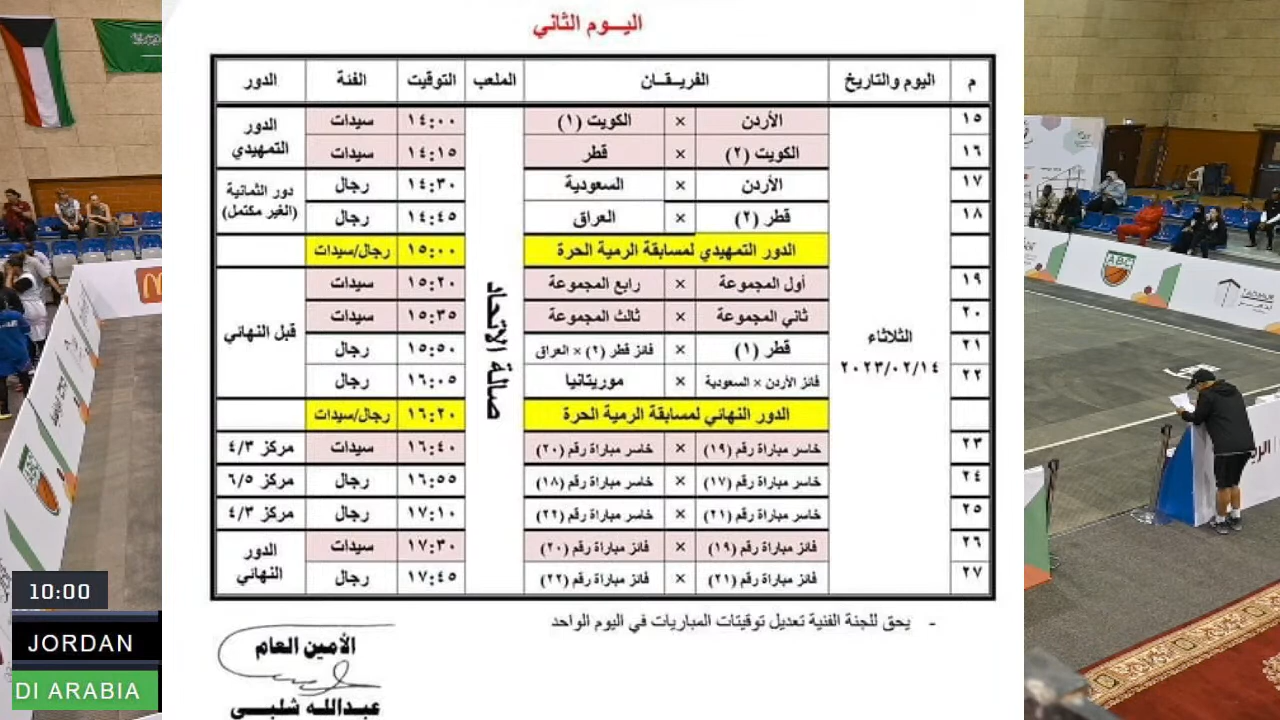 اليـــوم الثاني
م اليوم والتاريخ الفريـقـان الملعب التوقيت الفئة الدور
١٥ الأردن × الكويت (١) ١٤:٠٠ سيدات الدور التمهيدي
١٦ الكويت (٢) × قطر ١٤:١٥ سيدات
١٧ الأردن × السعودية ١٤:٣٠ رجال دور الثمانية (الغير مكتمل)
١٨ قطر (٢) × العراق ١٤:٤٥ رجال
الدور التمهيدي لمسابقة الرمية الحرة ١٥:٠٠ رجال/سيدات
١٩ أول المجموعة × رابع المجموعة ١٥:٢٠ سيدات
٢٠ ثاني المجموعة × ثالث المجموعة ١٥:٣٥ سيدات
الثلاثاء
٢٠٢٣/٠٢/١٤
صالة الاتحاد
قبل النهائي
٢١ قطر (١) × فائز قطر (٢) × العراق ١٥:٥٠ رجال
٢٢ فائز الأردن × السعودية × موريتانيا ١٦:٠٥ رجال
الدور النهائي لمسابقة الرمية الحرة ١٦:٢٠ رجال/سيدات
٢٣ خاسر مباراة رقم (١٩) × خاسر مباراة رقم (٢٠) ١٦:٤٠ سيدات مركز ٤/٣
٢٤ خاسر مباراة رقم (١٧) × خاسر مباراة رقم (١٨) ١٦:٥٥ رجال مركز ٦/٥
٢٥ خاسر مباراة رقم (٢١) × خاسر مباراة رقم (٢٢) ١٧:١٠ رجال مركز ٤/٣
٢٦ فائز مباراة رقم (١٩) × فائز مباراة رقم (٢٠) ١٧:٣٠ سيدات الدور النهائي
٢٧ فائز مباراة رقم (٢١) × فائز مباراة رقم (٢٢) ١٧:٤٥ رجال
- يحق للجنة الفنية تعديل توقيتات المباريات في اليوم الواحد
الأمين العام
عبدالله شلبـــي
10:00
JORDAN
DI ARABIA
ABC